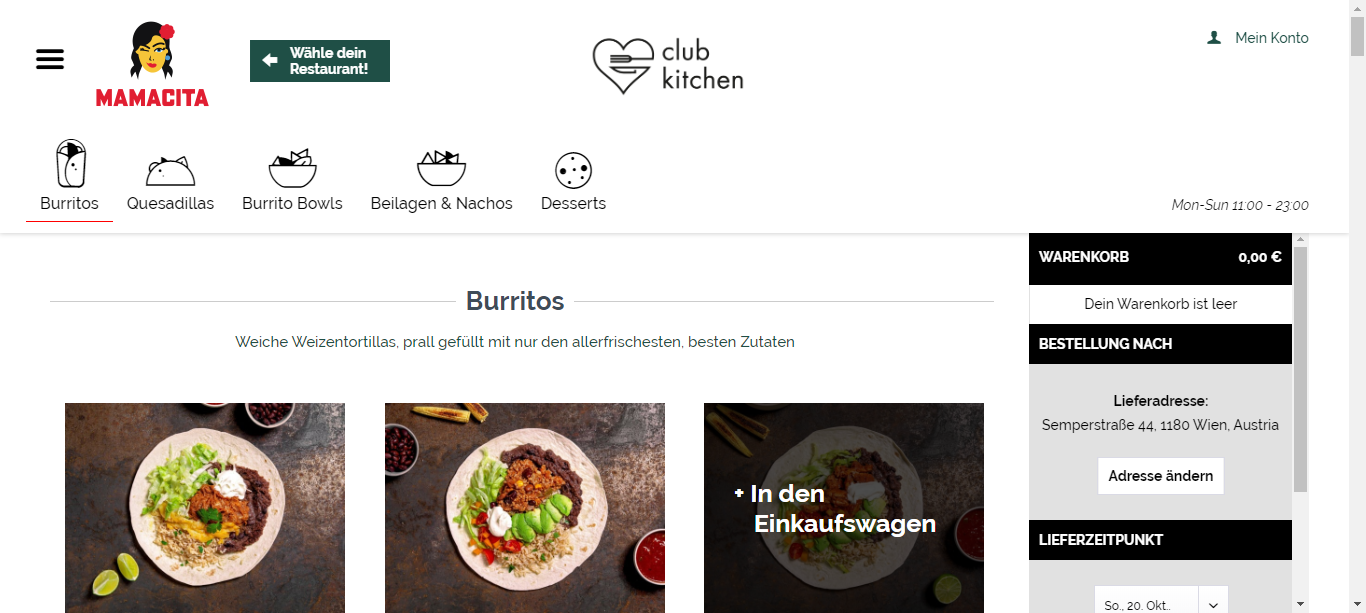 Wähle dein
Restaurant!
club
kitchen
Mein Konto
MAMACITA
Burritos
Quesadillas
Burrito Bowls
Beilagen & Nachos
Desserts
Mon-Sun 11:00 - 23:00
WARENKORB
0,00 €
Burritos
Dein Warenkorb ist leer
Weiche Weizentortillas, prall gefüllt mit nur den allerfrischesten, besten Zutaten
BESTELLUNG NACH
Lieferadresse:
Semperstraße 44, 1180 Wien, Austria
Adresse ändern
+ In den
Einkaufswagen
LIEFERZEITPUNKT
So., 20. Okt..